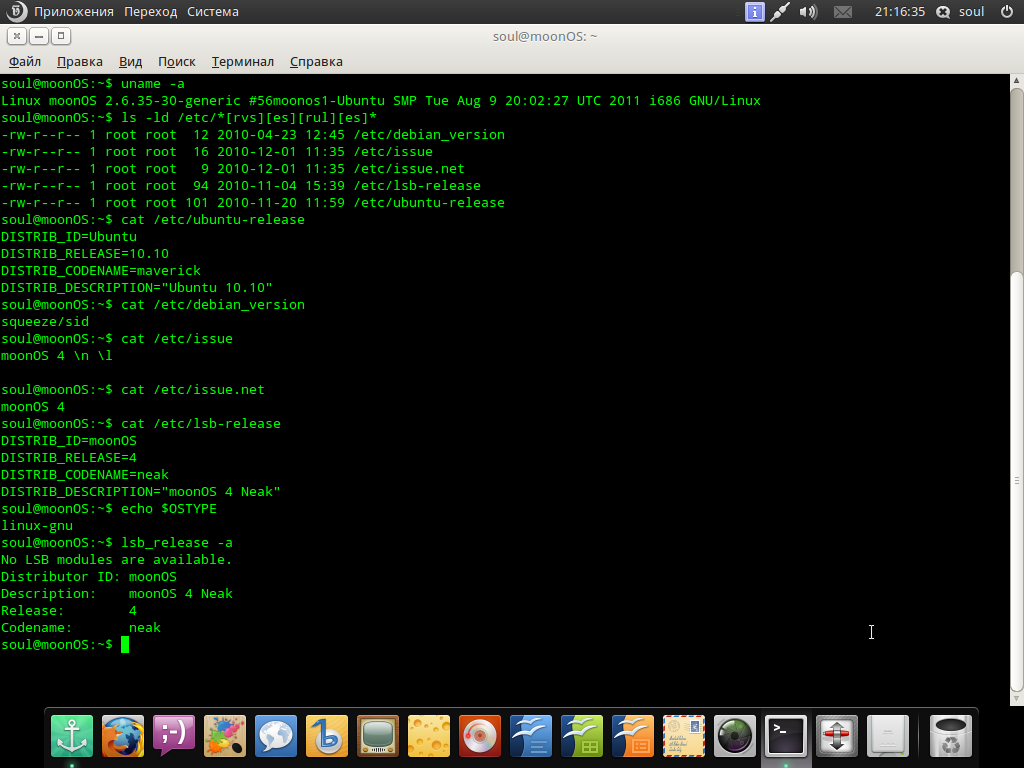 Приложения Переход Система 21:16:35 soul
soul@moonOS: ~
Файл Правка Вид Поиск Терминал Справка
soul@moonOS:~$ uname -a
Linux moonOS 2.6.35-30-generic #56moonos1-Ubuntu SMP Tue Aug 9 20:02:27 UTC 2011 i686 GNU/Linux
soul@moonOS:~$ ls -ld /etc/*[rvs][es][rul][es]*
-rw-r--r-- 1 root root  12 2010-04-23 12:45 /etc/debian_version
-rw-r--r-- 1 root root  16 2010-12-01 11:35 /etc/issue
-rw-r--r-- 1 root root   9 2010-12-01 11:35 /etc/issue.net
-rw-r--r-- 1 root root  94 2010-11-04 15:39 /etc/lsb-release
-rw-r--r-- 1 root root 101 2010-11-20 11:59 /etc/ubuntu-release
soul@moonOS:~$ cat /etc/ubuntu-release
DISTRIB_ID=Ubuntu
DISTRIB_RELEASE=10.10
DISTRIB_CODENAME=maverick
DISTRIB_DESCRIPTION="Ubuntu 10.10"
soul@moonOS:~$ cat /etc/debian_version
squeeze/sid
soul@moonOS:~$ cat /etc/issue
moonOS 4 \n \l
soul@moonOS:~$ cat /etc/issue.net
moonOS 4
soul@moonOS:~$ cat /etc/lsb-release
DISTRIB_ID=moonOS
DISTRIB_RELEASE=4
DISTRIB_CODENAME=neak
DISTRIB_DESCRIPTION="moonOS 4 Neak"
soul@moonOS:~$ echo $OSTYPE
linux-gnu
soul@moonOS:~$ lsb_release -a
No LSB modules are available.
Distributor ID: moonOS
Description:    moonOS 4 Neak
Release:        4
Codename:       neak
soul@moonOS:~$